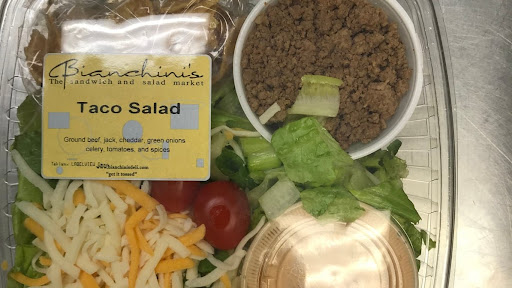 Bianchini's
The sandwich and salad market
Taco Salad
Ground beef, jack, cheddar, green onions
celery, tomatoes, and spices
"get it tossed"